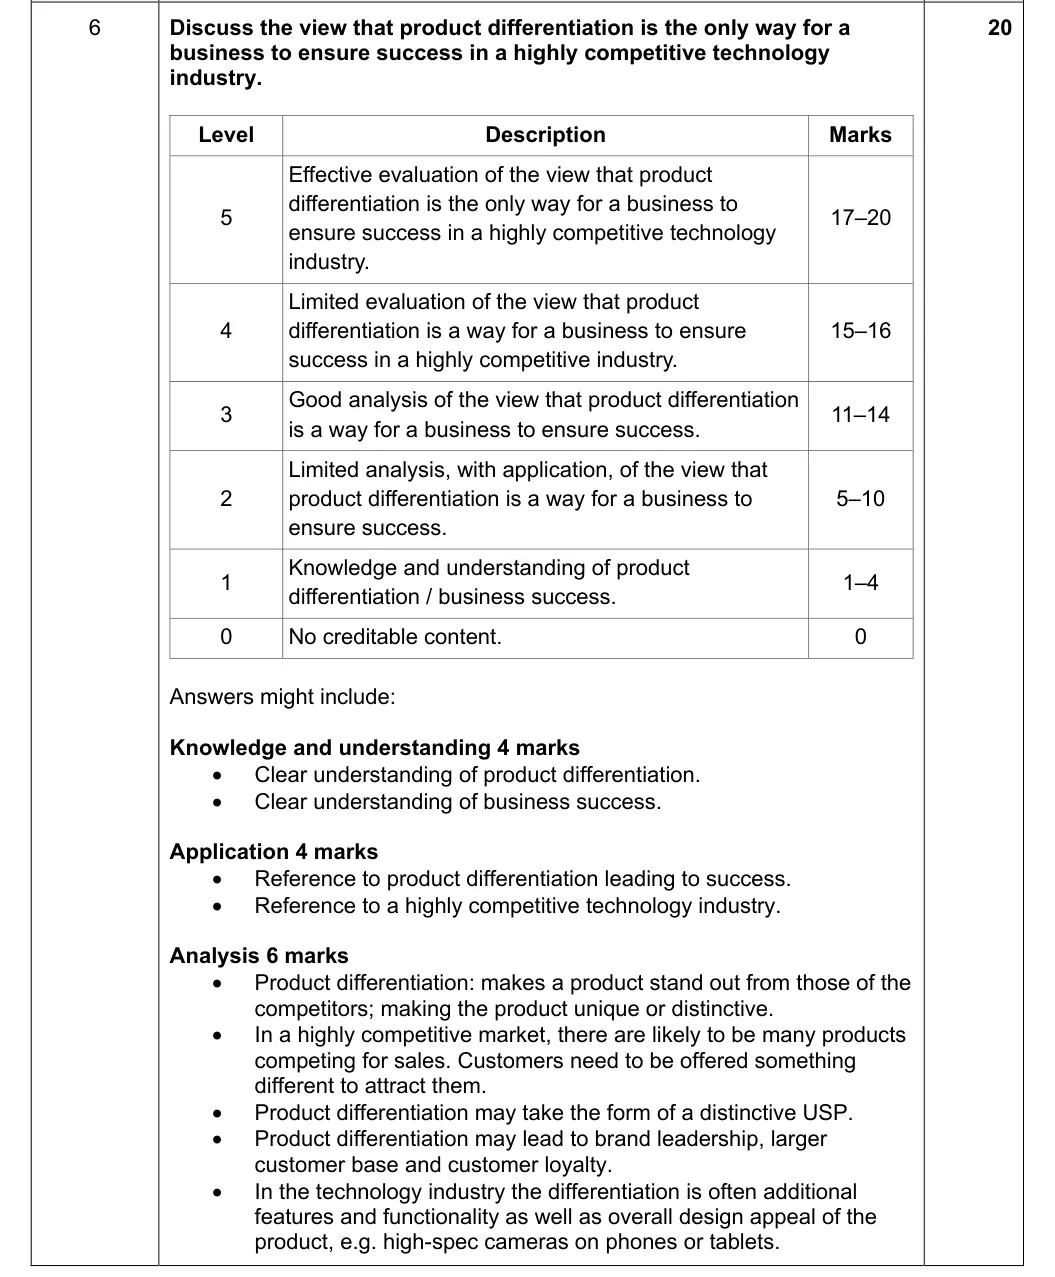 6
Discuss the view that product differentiation is the only way for a
business to ensure success in a highly competitive technology
industry.
20
Level Description Marks
5
Effective evaluation of the view that product
differentiation is the only way for a business to
ensure success in a highly competitive technology
industry.
17–20
4
Limited evaluation of the view that product
differentiation is a way for a business to ensure
success in a highly competitive industry.
15–16
3
Good analysis of the view that product differentiation
is a way for a business to ensure success.
11–14
2
Limited analysis, with application, of the view that
product differentiation is a way for a business to
ensure success.
5–10
1
Knowledge and understanding of product
differentiation / business success.
1–4
0 No creditable content. 0
Answers might include:
Knowledge and understanding 4 marks
• Clear understanding of product differentiation.
• Clear understanding of business success.
Application 4 marks
• Reference to product differentiation leading to success.
• Reference to a highly competitive technology industry.
Analysis 6 marks
• Product differentiation: makes a product stand out from those of the
competitors; making the product unique or distinctive.
• In a highly competitive market, there are likely to be many products
competing for sales. Customers need to be offered something
different to attract them.
• Product differentiation may take the form of a distinctive USP.
• Product differentiation may lead to brand leadership, larger
customer base and customer loyalty.
• In the technology industry the differentiation is often additional
features and functionality as well as overall design appeal of the
product, e.g. high-spec cameras on phones or tablets.